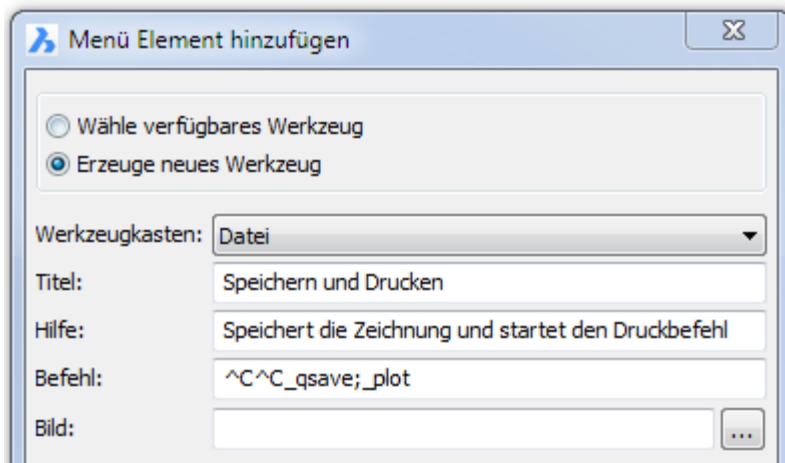 Menü Element hinzufügen
Wähle verfügbares Werkzeug
Erzeuge neues Werkzeug
Werkzeugkasten: Datei
Titel: Speichern und Drucken
Hilfe: Speichert die Zeichnung und startet den Druckbefehl
Befehl: ^C^C_qsave;_plot
Bild: ...